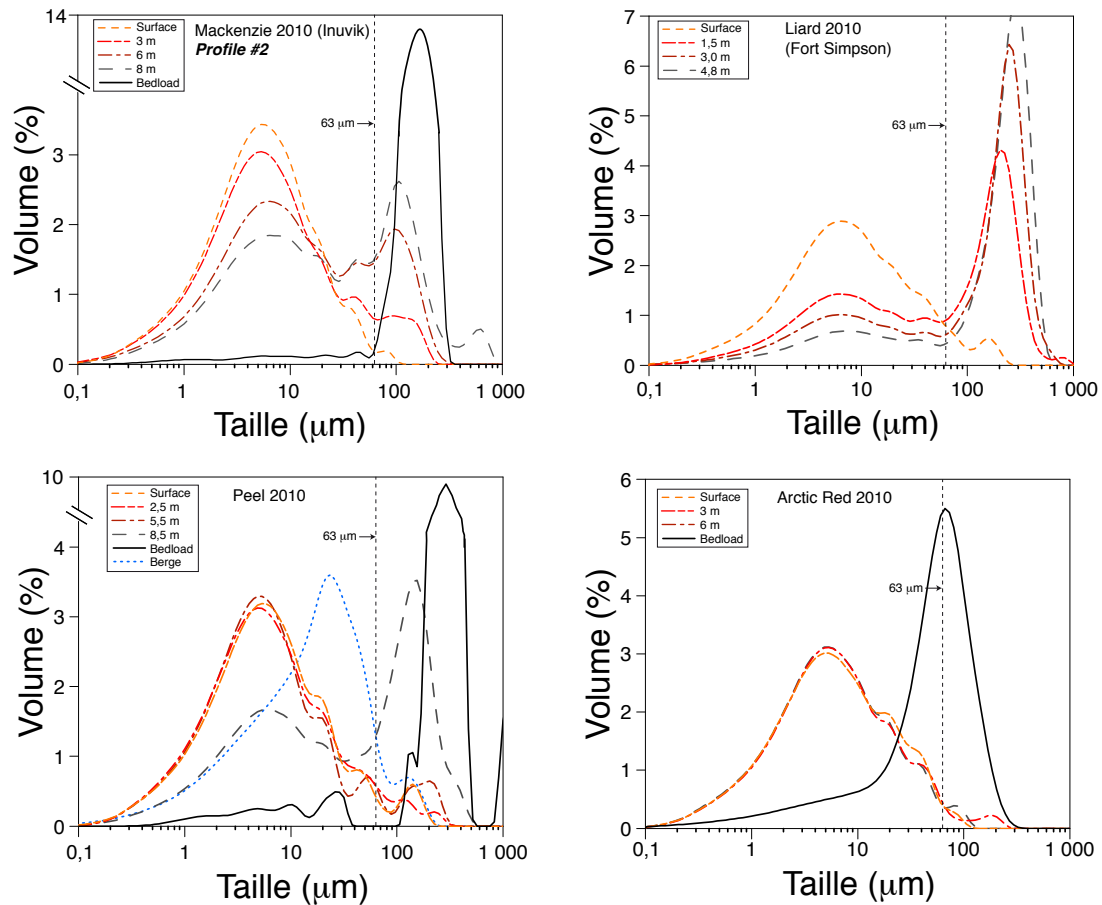 Mackenzie 2010 (Inuvik)
Profile #2
Surface
3 m
6 m
8 m
Bedload
63 μm
14
3
2
1
0
Volume (%)
0,1
1
10
100
1 000
Taille (μm)
Liard 2010
(Fort Simpson)
Surface
1,5 m
3,0 m
4,8 m
63 μm
7
6
5
4
3
2
1
0
Volume (%)
0,1
1
10
100
1 000
Taille (μm)
Peel 2010
Surface
2,5 m
5,5 m
8,5 m
Bedload
Berge
63 μm
10
4
3
2
1
0
Volume (%)
0,1
1
10
100
1 000
Taille (μm)
Arctic Red 2010
Surface
3 m
6 m
Bedload
63 μm
6
5
4
3
2
1
0
Volume (%)
0,1
1
10
100
1 000
Taille (μm)